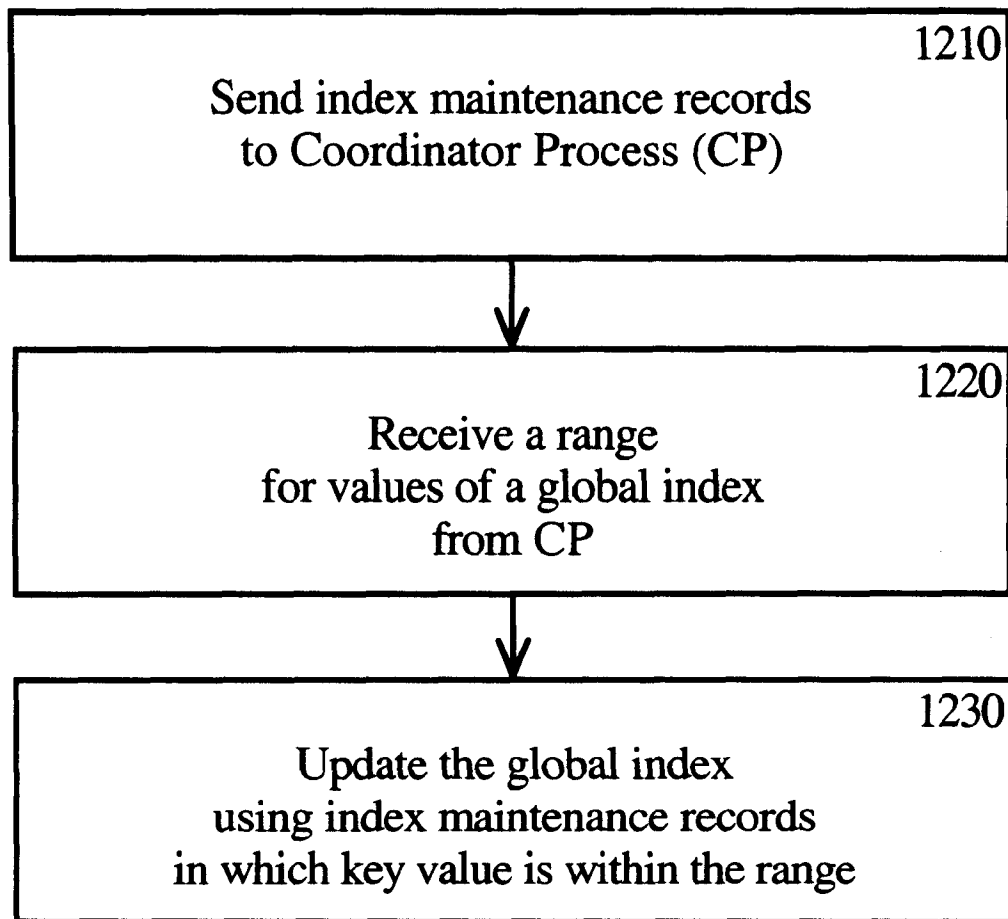 1210
Send index maintenance records
to Coordinator Process (CP)
1220
Receive a range
for values of a global index
from CP
1230
Update the global index
using index maintenance records
in which key value is within the range